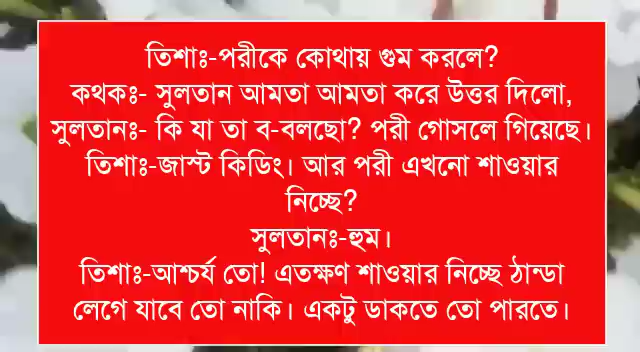 তিশাঃ-পরীকে কোথায় গুম করলে?
কথকঃ- সুলতান আমতা আমতা করে উত্তর দিলো,
সুলতানঃ- কি যা তা ব-বলছো? পরী গোসলে গিয়েছে।
তিশাঃ-জাস্ট কিডিং। আর পরী এখনো শাওয়ার
নিচ্ছে?
সুলতানঃ-হুম।
তিশাঃ-আশ্চর্য তো! এতক্ষণ শাওয়ার নিচ্ছে ঠান্ডা
লেগে যাবে তো নাকি। একটু ডাকতে তো পারতে।